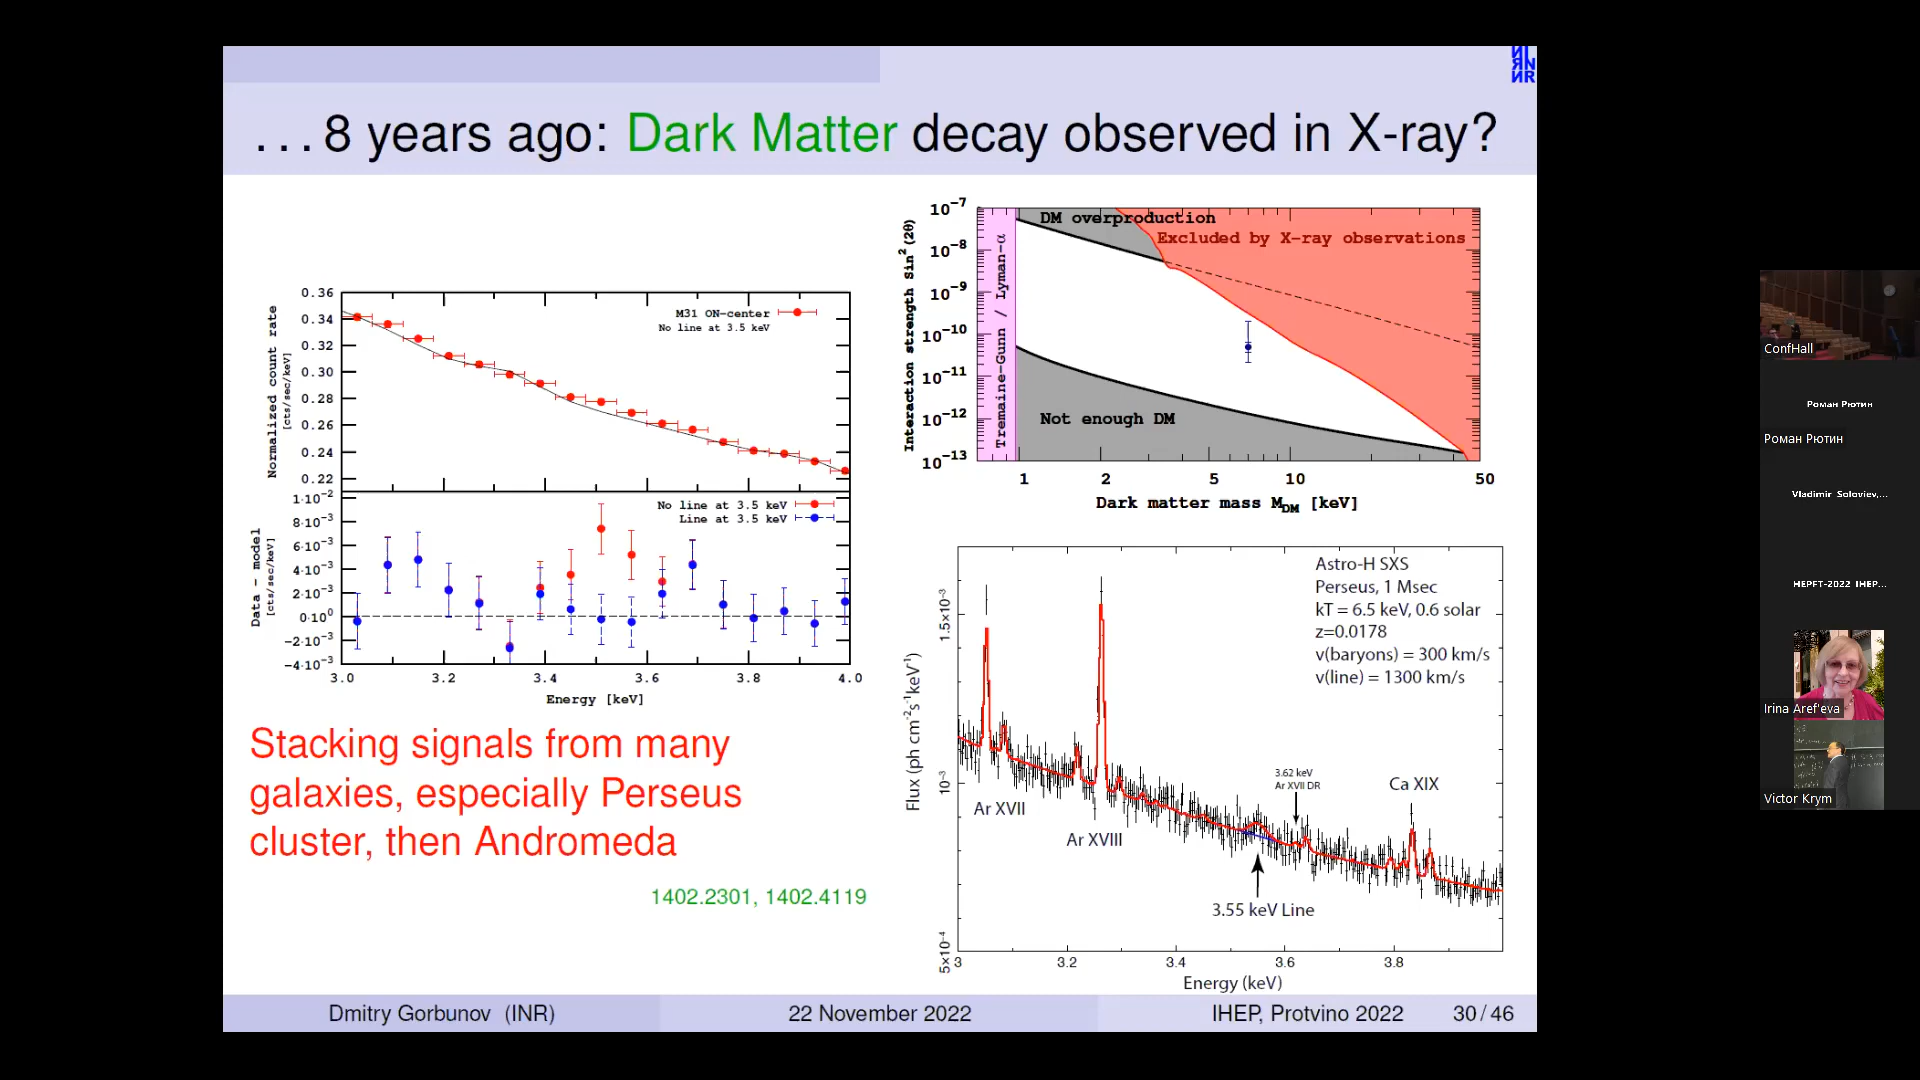 ИI
ЯN
ИR
...8 years ago: Dark Matter decay observed in X-ray?
0.36
0.34
0.32
0.30
0.28
0.26
0.24
0.22
Normalized count rate
[cts/sec/keV]
M31 ON-center
No line at 3.5 keV
1·10⁻²
8·10⁻³
6·10⁻³
4·10⁻³
2·10⁻³
0·10⁰
-2·10⁻³
-4·10⁻³
Data - model
[cts/sec/keV]
No line at 3.5 keV
Line at 3.5 keV
3.0 3.2 3.4 3.6 3.8 4.0
Energy [keV]
Stacking signals from many
galaxies, especially Perseus
cluster, then Andromeda
1402.2301, 1402.4119
10⁻⁷
10⁻⁸
10⁻⁹
10⁻¹⁰
10⁻¹¹
10⁻¹²
10⁻¹³
Interaction strength Sin²(2θ)
Tremaine-Gunn / Lyman-α
DM overproduction
Excluded by X-ray observations
Not enough DM
1 2 5 10 50
Dark matter mass M_DM [keV]
Astro-H SXS
Perseus, 1 Msec
kT = 6.5 keV, 0.6 solar
z=0.0178
v(baryons) = 300 km/s
v(line) = 1300 km/s
Flux (ph cm⁻² s⁻¹ keV⁻¹)
1.5×10⁻³
10⁻³
5×10⁻⁴
Ar XVII
Ar XVIII
3.62 keV
Ar XVII DR
Ca XIX
3.55 keV Line
3 3.2 3.4 3.6 3.8
Energy (keV)
Dmitry Gorbunov (INR) 22 November 2022 IHEP, Protvino 2022 30/46
ConfHall
Роман Рютин
Роман Рютин
Vladimir Soloviev,...
HEPFT-2022 IHEP...
Irina Aref'eva
Victor Krym